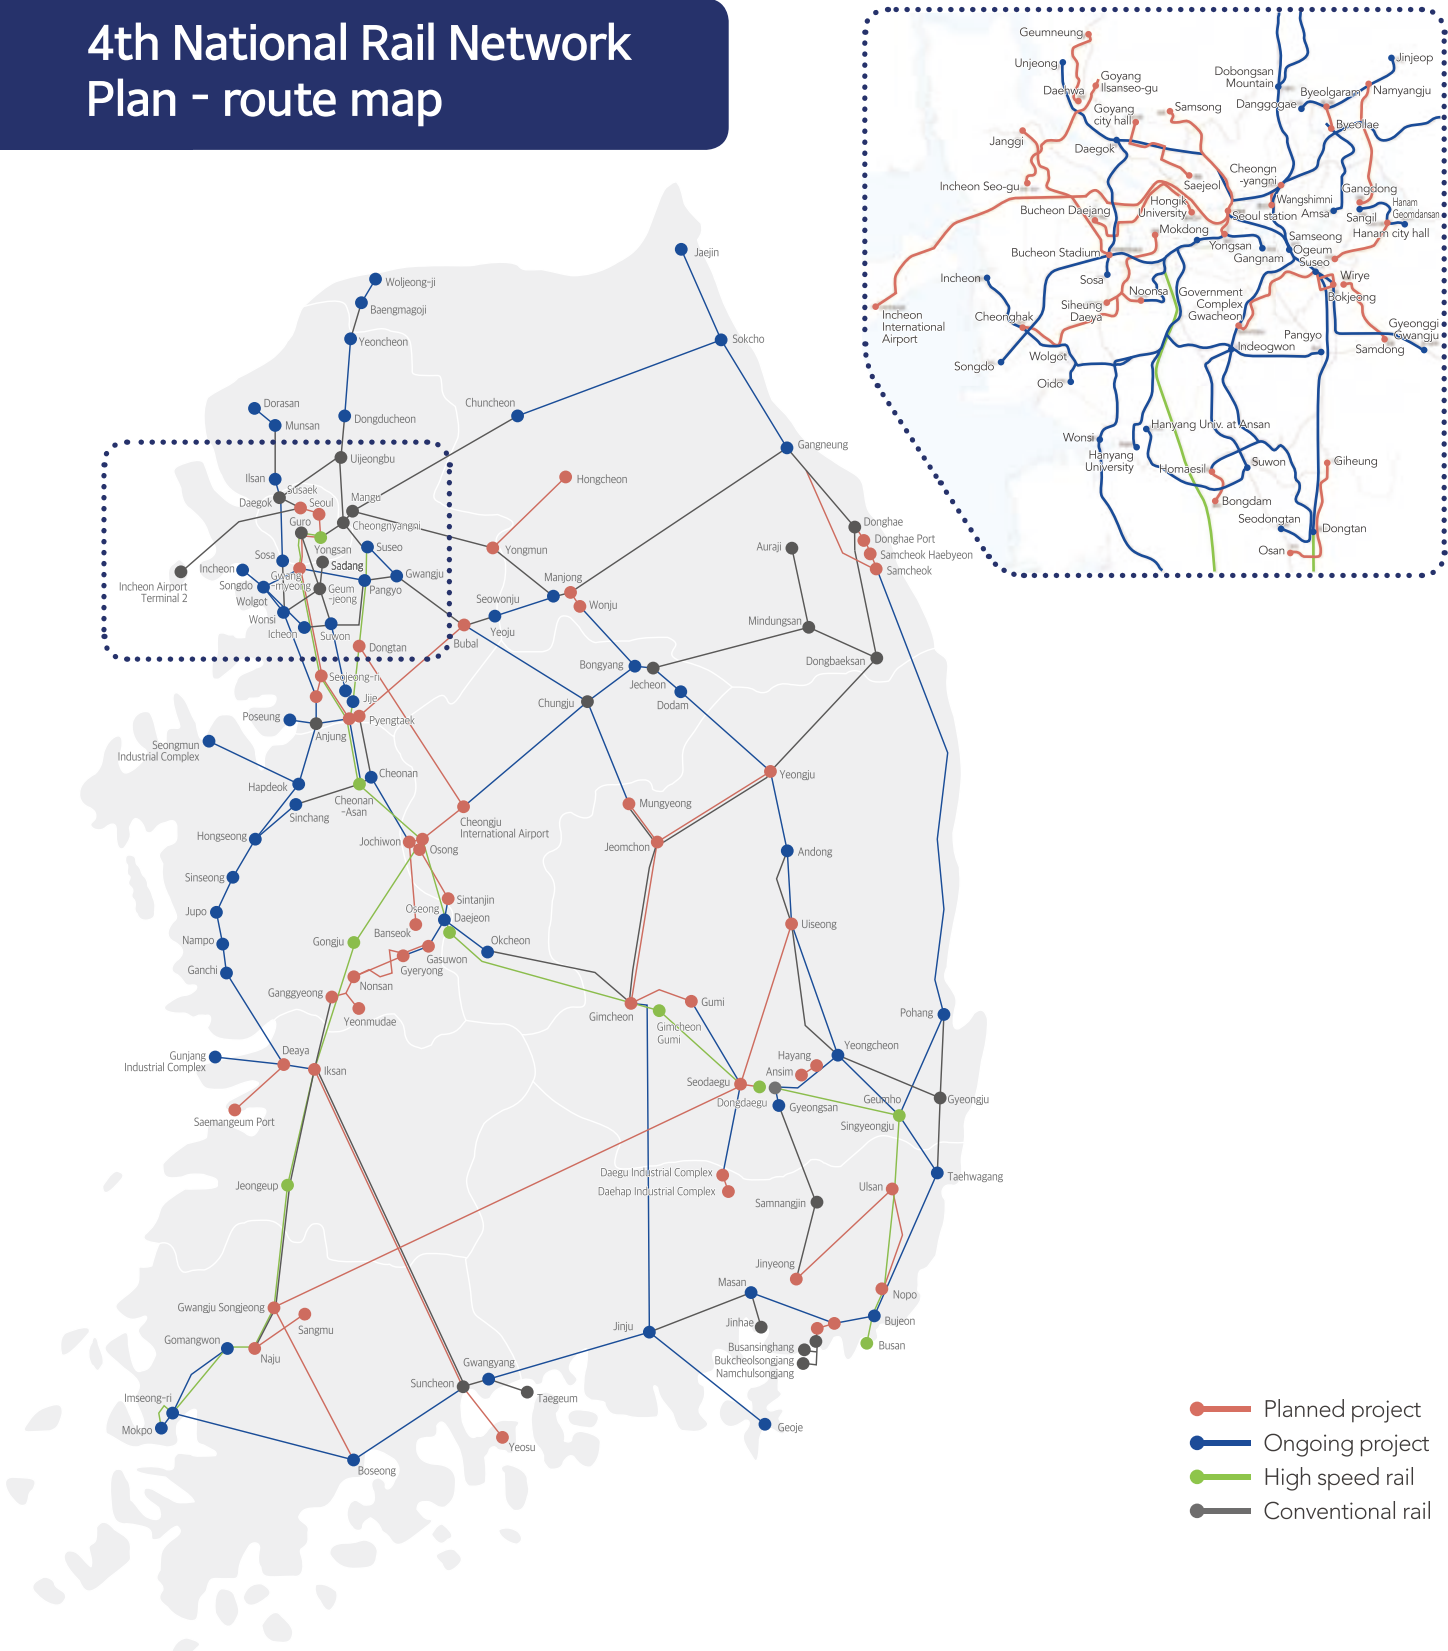 4th National Rail Network
Plan - route map
Geumneung
Unjeong
Daehwa
Goyang
Ilsanseo-gu
Goyang
city hall
Samsong
Dobongsan
Mountain
Danggogae
Byeolgaram
Jinjeop
Namyangju
Byeollae
Janggi
Daegok
Incheon Seo-gu
Saejeol
Cheongn
-yangni
Gangdong
Bucheon Daejang
Hongik
University
Wangshimni
Seoul station
Amsa
Sangil
Hanam
Geomdansan
Hanam city hall
Mokdong
Bucheon Stadium
Yongsan
Gangnam
Samseong
Ogeum
Suseo
Incheon
Sosa
Noonsa
Government
Complex
Gwacheon
Wirye
Bokjeong
Incheon
International
Airport
Cheonghak
Siheung
Daeya
Pangyo
Gyeonggi
Gwangju
Samdong
Songdo
Wolgot
Oido
Indeogwon
Wonsi
Hanyang Univ. at Ansan
Hanyang
University
Homaesil
Suwon
Giheung
Bongdam
Seodongtan
Dongtan
Osan
Jaejin
Woljeong-ji
Baengmagoji
Yeoncheon
Sokcho
Dorasan
Munsan
Dongducheon
Chuncheon
Gangneung
Uijeongbu
Ilsan
Susaek
Daegok
Seoul
Mangu
Hongcheon
Guro
Cheongnyangni
Yongsan
Donghae
Donghae Port
Samcheok Haebyeon
Samcheok
Yongmun
Auraji
Incheon Airport
Terminal 2
Incheon
Sosa
Sadang
Suseo
Gwang
-myeong
Songdo
Wolgot
Geum
-jeong
Pangyo
Gwangju
Manjong
Seowonju
Wonju
Wonsi
Icheon
Suwon
Yeoju
Bubal
Mindungsan
Dongbaeksan
Dongtan
Bongyang
Jecheon
Dodam
Seojeong-ri
Jije
Chungju
Poseung
Anjung
Pyengtaek
Seongmun
Industrial Complex
Hapdeok
Cheonan
Cheonan
-Asan
Sinchang
Yeongju
Mungyeong
Cheongju
International Airport
Hongseong
Jochiwon
Osong
Jeomchon
Andong
Sinseong
Sintanjin
Jupo
Oseong
Daejeon
Banseok
Uiseong
Nampo
Gongju
Gasuwon
Okcheon
Ganchi
Gyeryong
Nonsan
Ganggyeong
Yeonmudae
Gimcheon
Gumi
Gimcheon
Gumi
Pohang
Gunjang
Industrial Complex
Deaya
Iksan
Yeongcheon
Hayang
Ansim
Seodaegu
Dongdaegu
Gyeongsan
Geumho
Gyeongju
Singyeongju
Saemangeum Port
Daegu Industrial Complex
Daehap Industrial Complex
Taehwagang
Jeongeup
Samnangjin
Ulsan
Jinyeong
Masan
Nopo
Gwangju Songjeong
Sangmu
Jinju
Jinhae
Bujeon
Busan
Gomangwon
Naju
Busansinghang
Bukcheolsongjang
Namchulsongjang
Gwangyang
Suncheon
Taegeum
Imseong-ri
Mokpo
Geoje
Yeosu
Boseong
Planned project
Ongoing project
High speed rail
Conventional rail